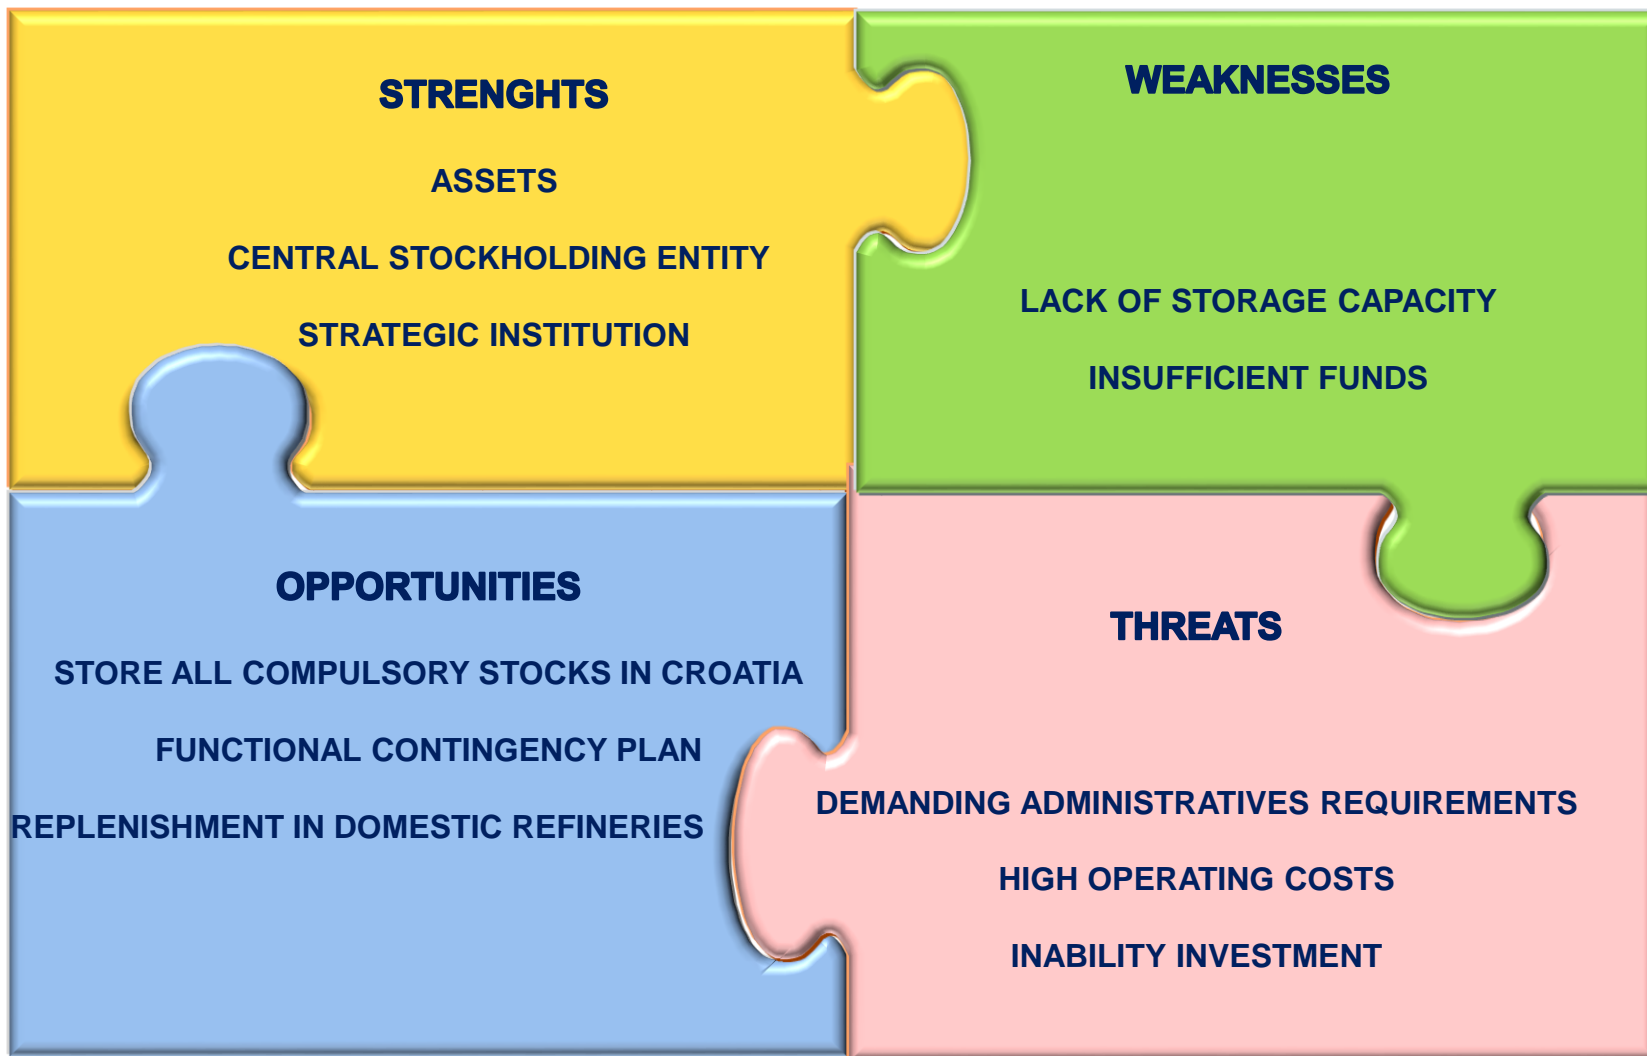 STRENGHTS
ASSETS
CENTRAL STOCKHOLDING ENTITY
STRATEGIC INSTITUTION
WEAKNESSES
LACK OF STORAGE CAPACITY
INSUFFICIENT FUNDS
OPPORTUNITIES
STORE ALL COMPULSORY STOCKS IN CROATIA
FUNCTIONAL CONTINGENCY PLAN
REPLENISHMENT IN DOMESTIC REFINERIES
THREATS
DEMANDING ADMINISTRATIVES REQUIREMENTS
HIGH OPERATING COSTS
INABILITY INVESTMENT